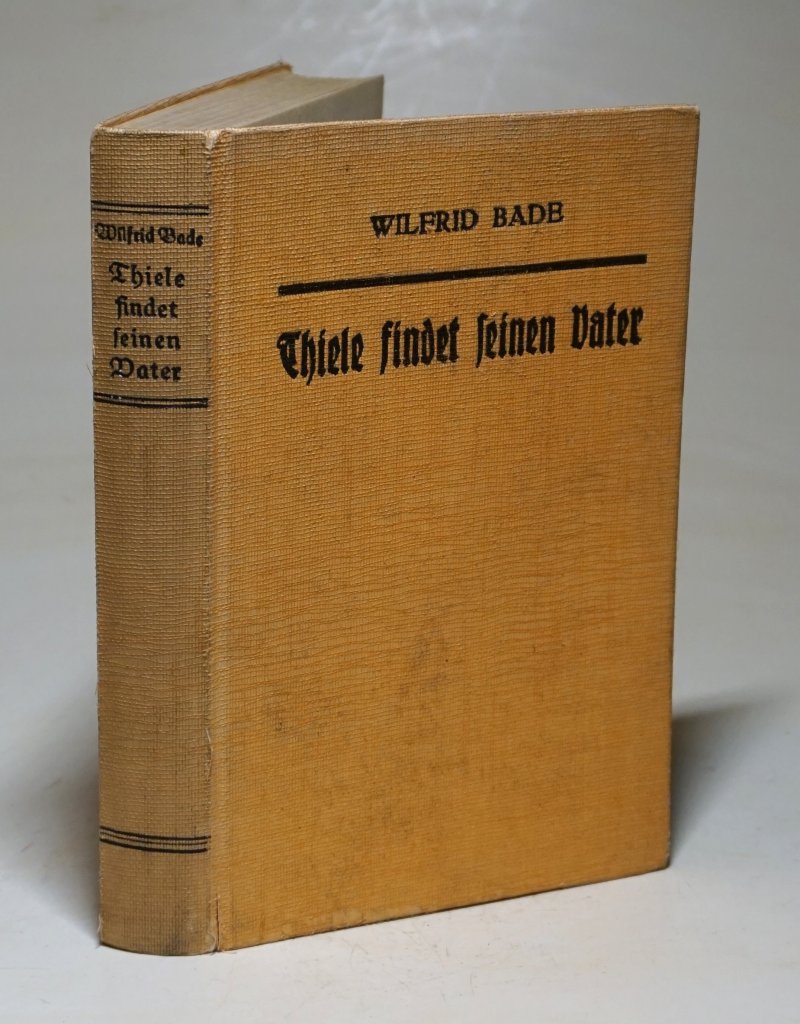 Wilfrid Bade
Thiele
findet
seinen
Vater
WILFRID BADE
Thiele findet seinen Vater